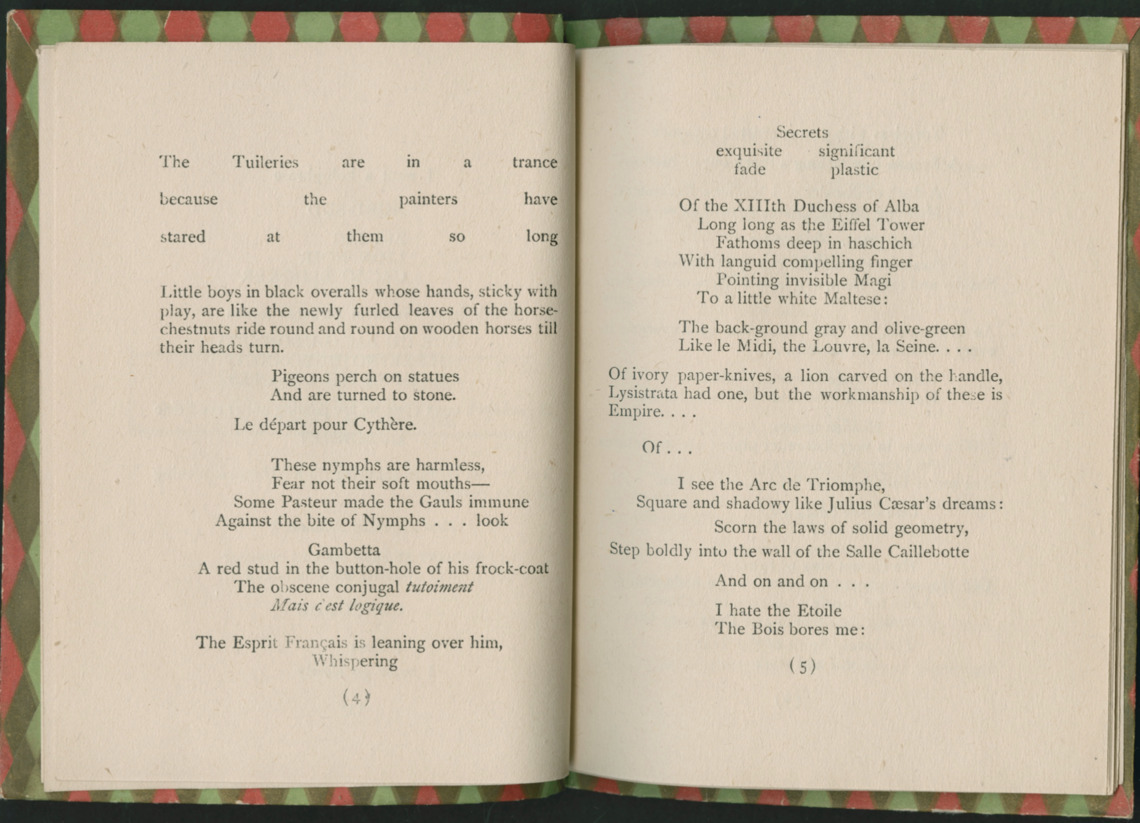 The Tuileries are in a trance
because the painters have
stared at them so long
Little boys in black overalls whose hands, sticky with
play, are like the newly furled leaves of the horse-
chestnuts ride round and round on wooden horses till
their heads turn.
Pigeons perch on statues
And are turned to stone.
Le départ pour Cythère.
These nymphs are harmless,
Fear not their soft mouths—
Some Pasteur made the Gauls immune
Against the bite of Nymphs . . . look
Gambetta
A red stud in the button-hole of his frock-coat
The obscene conjugal tutoiment
Mais c'est logique.
The Esprit Français is leaning over him,
Whispering
(4)
Secrets
exquisite significant
fade plastic
Of the XIIIth Duchess of Alba
Long long as the Eiffel Tower
Fathoms deep in haschich
With languid compelling finger
Pointing invisible Magi
To a little white Maltese:
The back-ground gray and olive-green
Like le Midi, the Louvre, la Seine. . . .
Of ivory paper-knives, a lion carved on the handle,
Lysistrata had one, but the workmanship of these is
Empire. . . .
Of . . .
I see the Arc de Triomphe,
Square and shadowy like Julius Cæsar's dreams:
Scorn the laws of solid geometry,
Step boldly into the wall of the Salle Caillebotte
And on and on . . .
I hate the Etoile
The Bois bores me:
(5)